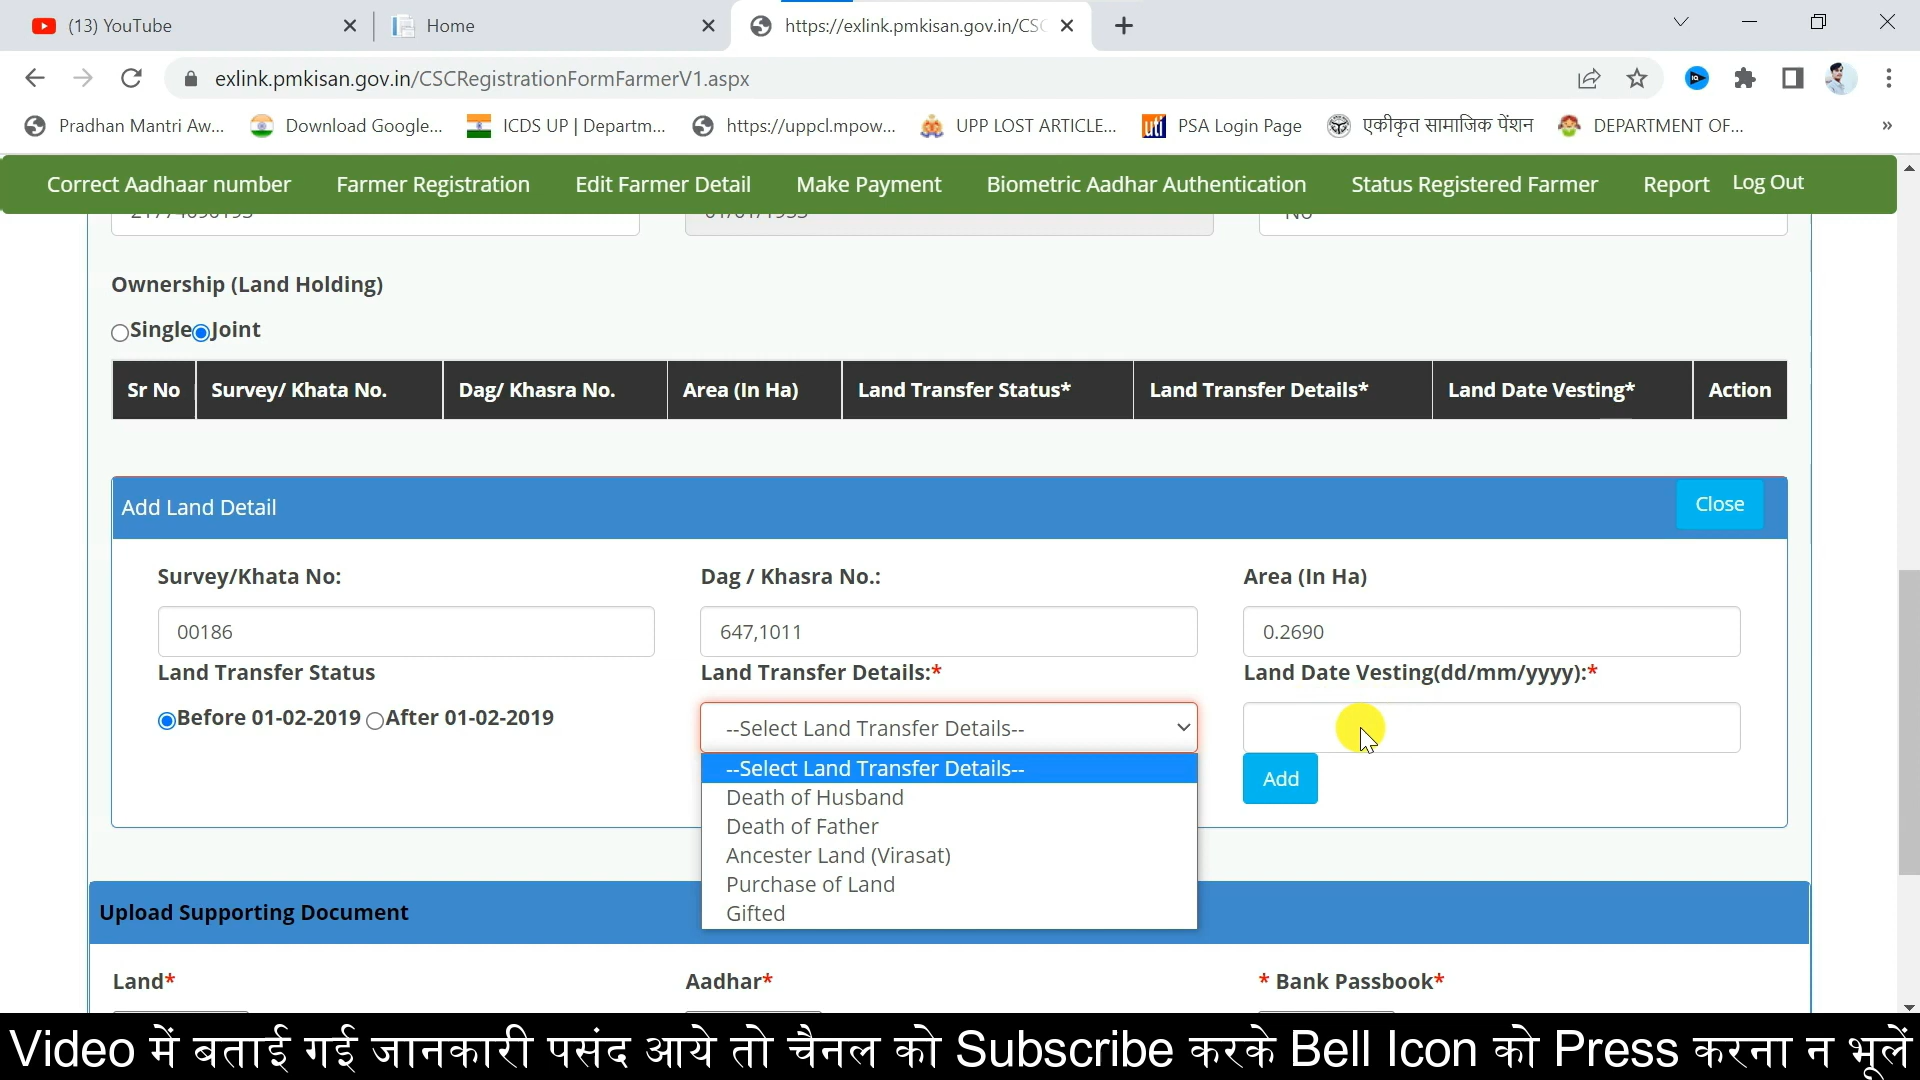 (13) YouTube
Home
https://exlink.pmkisan.gov.in/CSC
exlink.pmkisan.gov.in/CSCRegistrationFormFarmerV1.aspx
Pradhan Mantri Aw... Download Google... ICDS UP | Departm... https://uppcl.mpow... UPP LOST ARTICLE... uti PSA Login Page एकीकृत सामाजिक पेंशन DEPARTMENT OF... »
Correct Aadhaar number Farmer Registration Edit Farmer Detail Make Payment Biometric Aadhar Authentication Status Registered Farmer Report Log Out
No
Ownership (Land Holding)
Single Joint
Sr No Survey/ Khata No. Dag/ Khasra No. Area (In Ha) Land Transfer Status* Land Transfer Details* Land Date Vesting* Action
Add Land Detail Close
Survey/Khata No: Dag / Khasra No.: Area (In Ha)
00186 647,1011 0.2690
Land Transfer Status Land Transfer Details:* Land Date Vesting(dd/mm/yyyy):*
Before 01-02-2019 After 01-02-2019 --Select Land Transfer Details--
--Select Land Transfer Details-- Add
Death of Husband
Death of Father
Ancester Land (Virasat)
Purchase of Land
Gifted
Upload Supporting Document
Land* Aadhar* * Bank Passbook*
Video में बताई गई जानकारी पसंद आये तो चैनल को Subscribe करके Bell Icon को Press करना न भूलें